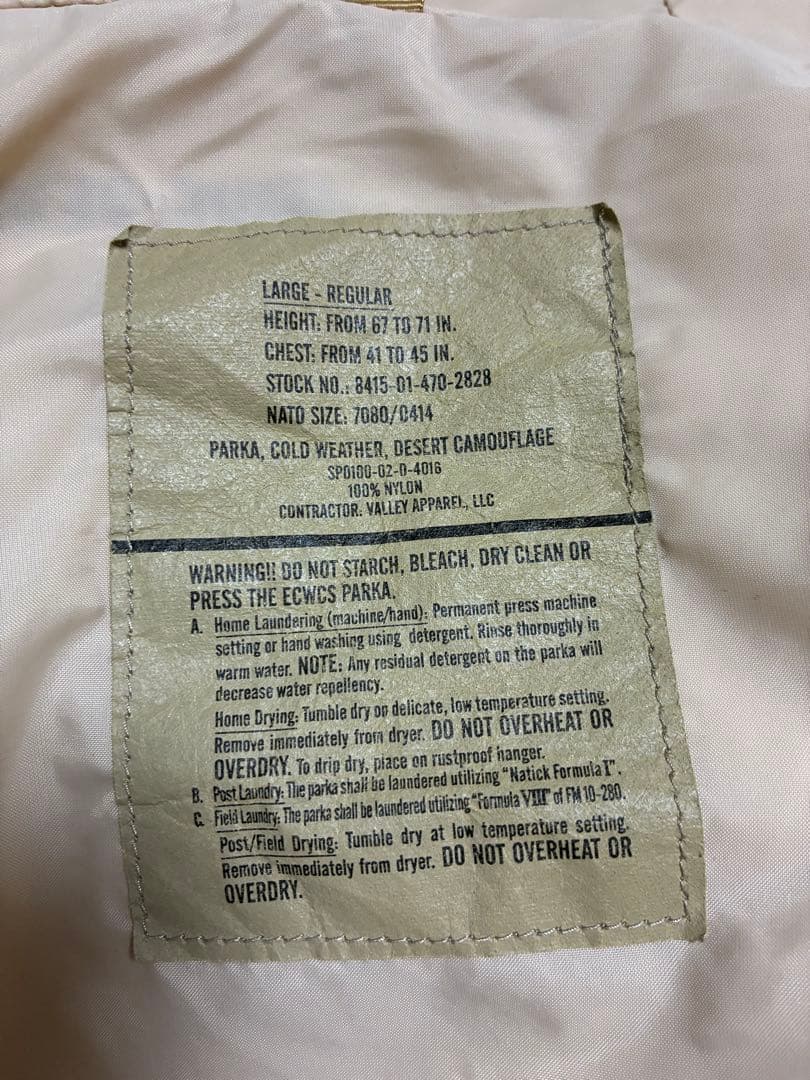 LARGE - REGULAR
HEIGHT: FROM 67 TO 71 IN.
CHEST: FROM 41 TO 45 IN.
STOCK NO.: 8415-01-470-2828
NATO SIZE: 7080/0414
PARKA, COLD WEATHER, DESERT CAMOUFLAGE
SP0100-02-D-4016
100% NYLON
CONTRACTOR: VALLEY APPAREL, LLC
WARNING!! DO NOT STARCH, BLEACH, DRY CLEAN OR
PRESS THE ECWCS PARKA.
A. Home Laundering (machine/hand): Permanent press machine
setting or hand washing using detergent. Rinse thoroughly in
warm water. NOTE: Any residual detergent on the parka will
decrease water repellency.
Home Drying: Tumble dry on delicate, low temperature setting.
Remove immediately from dryer. DO NOT OVERHEAT OR
OVERDRY. To drip dry, place on rustproof hanger.
B. Post Laundry: The parka shall be laundered utilizing "Natick Formula I".
C. Field Laundry: The parka shall be laundered utilizing "Formula VIII" of FM 10-280.
Post/Field Drying: Tumble dry at low temperature setting.
Remove immediately from dryer. DO NOT OVERHEAT OR
OVERDRY.